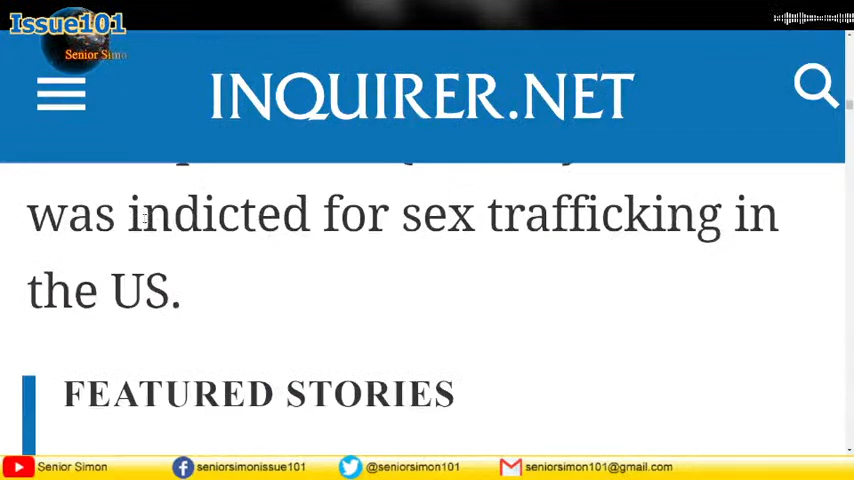 Issue101
Senior Simo
INQUIRER.NET
was indicted for sex trafficking in
the US.
FEATURED STORIES
Senior Simon
seniorsimonissue101
@seniorsimon101
seniorsimon101@gmail.com